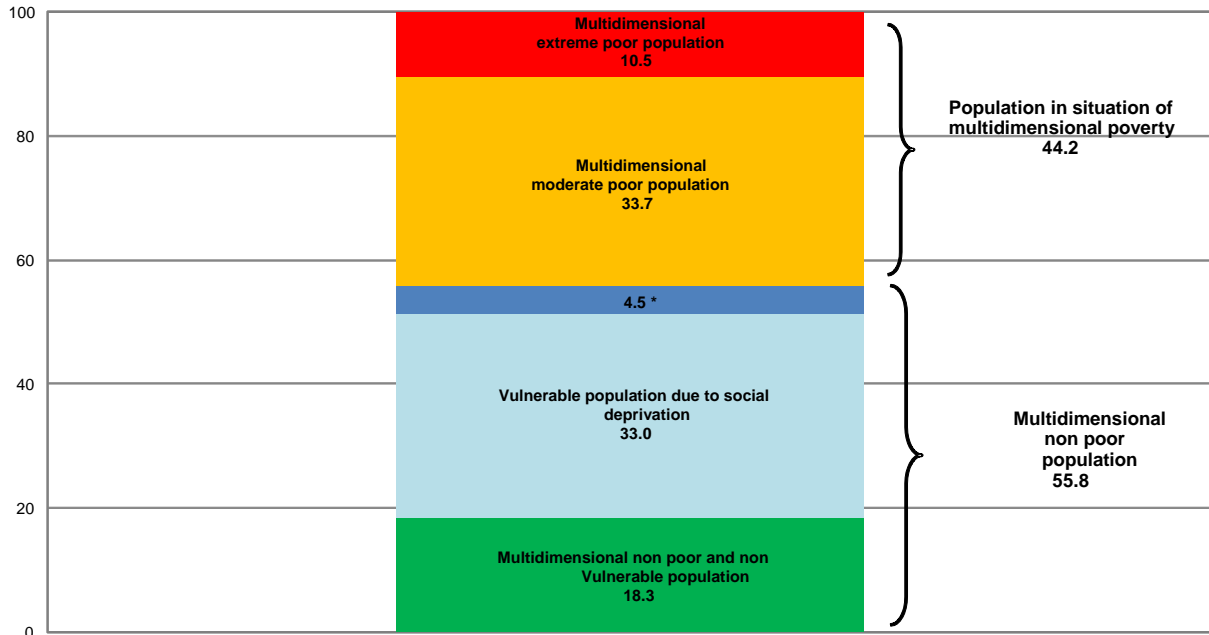 100
80
60
40
20
0
Multidimensional
extreme poor population
10.5
Multidimensional
moderate poor population
33.7
4.5 *
Vulnerable population due to social
deprivation
33.0
Multidimensional non poor and non
Vulnerable population
18.3
Population in situation of
multidimensional poverty
44.2
Multidimensional
non poor
population
55.8